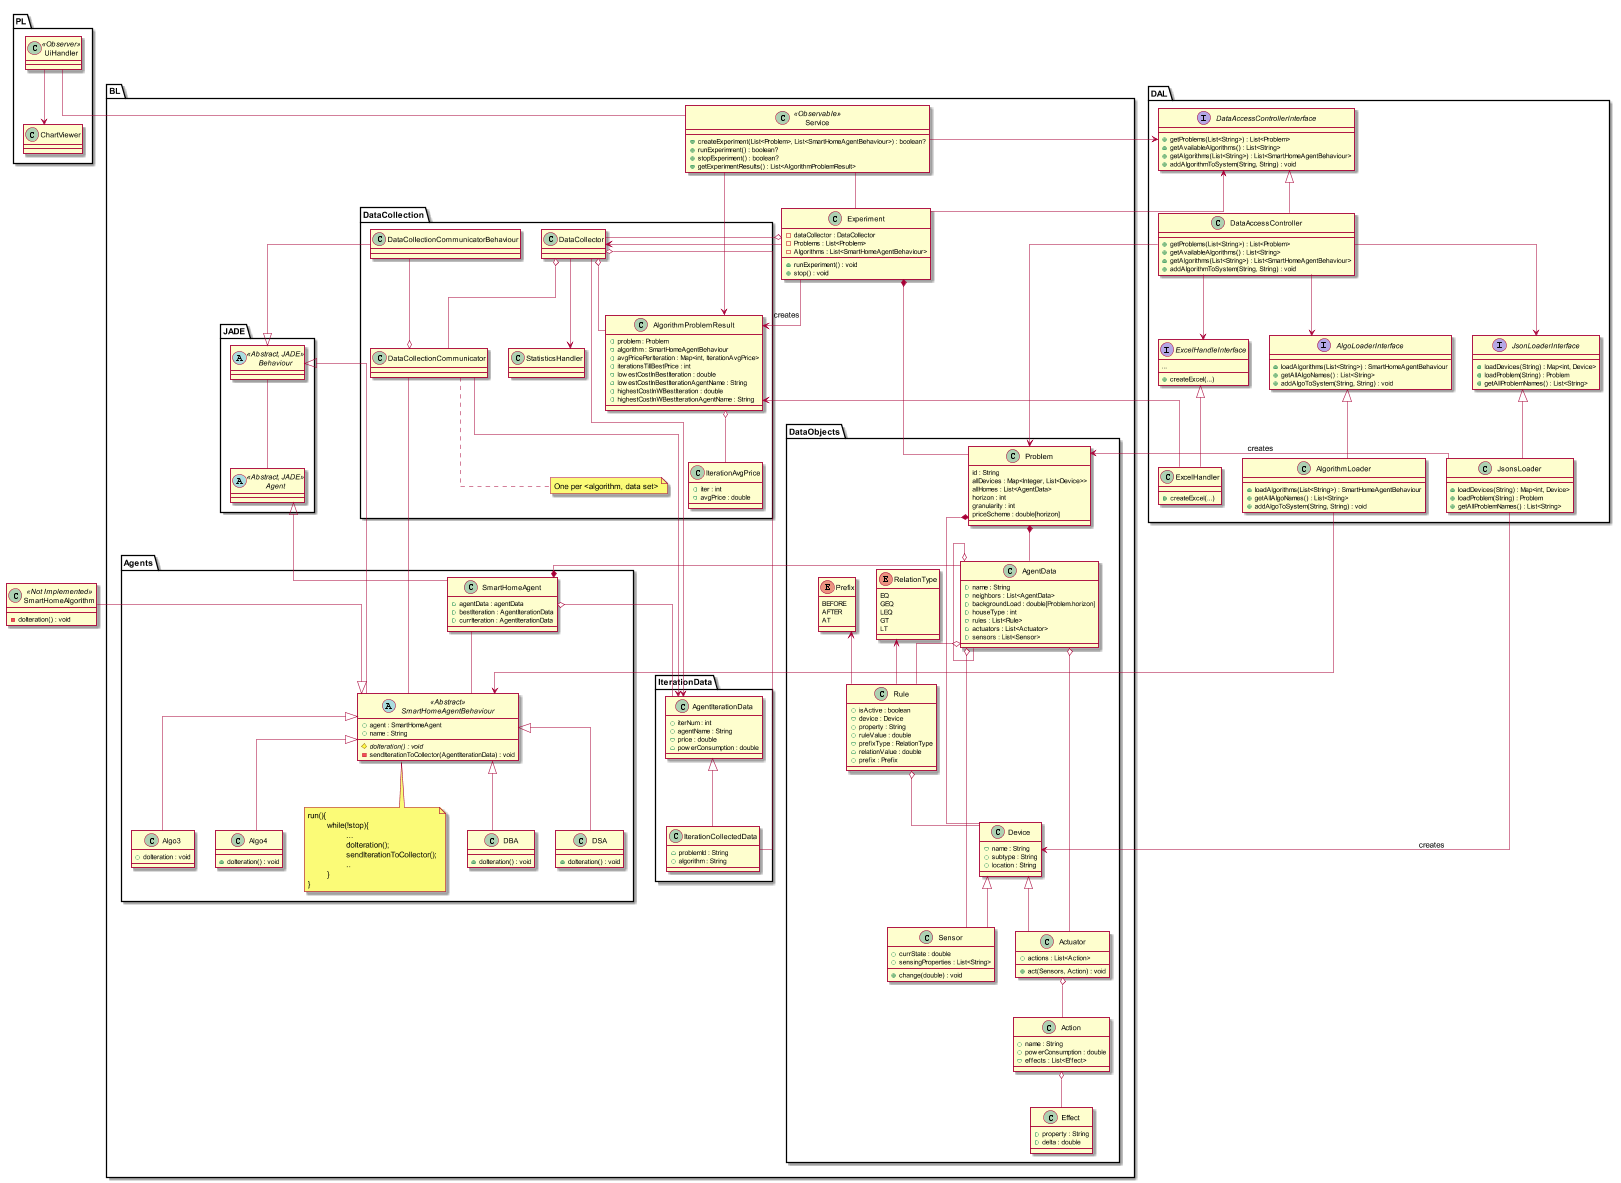 PL
«Observer»
UiHandler
ChartViewer
BL
«Observable»
Service
createExperiment(List<Problem>, List<SmartHomeAgentBehaviour>) : boolean?
runExperimrent() : boolean?
stopExperiment() : boolean?
getExperimentResults() : List<AlgorithmProblemResult>
Experiment
dataCollector : DataCollector
Problems : List<Problem>
Algorithms : List<SmartHomeAgentBehaviour>
runExperiment() : void
stop() : void
creates
DataCollection
DataCollectionCommunicatorBehaviour
DataCollector
DataCollectionCommunicator
StatisticsHandler
AlgorithmProblemResult
problem : Problem
algorithm : SmartHomeAgentBehaviour
avgPricePerIteration : Map<int, IterationAvgPrice>
iterationsTillBestPrice : int
lowestCostInBestIteration : double
lowestCostInBestIterationAgentName : String
highestCostInWBestIteration : double
highestCostInWBestIterationAgentName : String
IterationAvgPrice
iter : int
avgPrice : double
One per <algorithm, data set>
JADE
«Abstract, JADE»
Behaviour
«Abstract, JADE»
Agent
DAL
DataAccessControllerInterface
getProblems(List<String>) : List<Problem>
getAvailableAlgorithms() : List<String>
getAlgorithms(List<String>) : List<SmartHomeAgentBehaviour>
addAlgorithmToSystem(String, String) : void
DataAccessController
getProblems(List<String>) : List<Problem>
getAvailableAlgorithms() : List<String>
getAlgorithms(List<String>) : List<SmartHomeAgentBehaviour>
addAlgorithmToSystem(String, String) : void
ExcelHandleInterface
...
createExcel(...)
AlgoLoaderInterface
loadAlgorithms(List<String>) : SmartHomeAgentBehaviour
getAllAlgoNames() : List<String>
addAlgoToSystem(String, String) : void
JsonLoaderInterface
loadDevices(String) : Map<int, Device>
loadProblem(String) : Problem
getAllProblemNames() : List<String>
ExcelHandler
createExcel(...)
AlgorithmLoader
loadAlgorithms(List<String>) : SmartHomeAgentBehaviour
getAllAlgoNames() : List<String>
addAlgoToSystem(String, String) : void
JsonsLoader
loadDevices(String) : Map<int, Device>
loadProblem(String) : Problem
getAllProblemNames() : List<String>
creates
DataObjects
Problem
id : String
allDevices : Map<Integer, List<Device>>
allHomes : List<AgentData>
horizon : int
granularity : int
priceScheme : double[horizon]
Prefix
BEFORE
AFTER
AT
RelationType
EQ
GEQ
LEQ
GT
LT
AgentData
name : String
neighbors : List<AgentData>
backgroundLoad : double[Problem.horizon]
houseType : int
rules : List<Rule>
actuators : List<Actuator>
sensors : List<Sensor>
Rule
isActive : boolean
device : Device
property : String
ruleValue : double
prefixType : RelationType
relationValue : double
prefix : Prefix
Device
name : String
subtype : String
location : String
creates
Sensor
currState : double
sensingProperties : List<String>
change(double) : void
Actuator
actions : List<Action>
act(Sensors, Action) : void
Action
name : String
powerConsumption : double
effects : List<Effect>
Effect
property : String
delta : double
«Not Implemented»
SmartHomeAlgorithm
doIteration() : void
Agents
SmartHomeAgent
agentData : agentData
bestIteration : AgentIterationData
currIteration : AgentIterationData
«Abstract»
SmartHomeAgentBehaviour
agent : SmartHomeAgent
name : String
doIteration() : void
sendIterationToCollector(AgentIterationData) : void
Algo3
doIteration : void
Algo4
doIteration() : void
run(){
while(!stop){
...
doIteration();
sendIterationToCollector();
..
}
}
DBA
doIteration() : void
DSA
doIteration() : void
IterationData
AgentIterationData
iterNum : int
agentName : String
price : double
powerConsumption : double
IterationCollectedData
problemId : String
algorithm : String